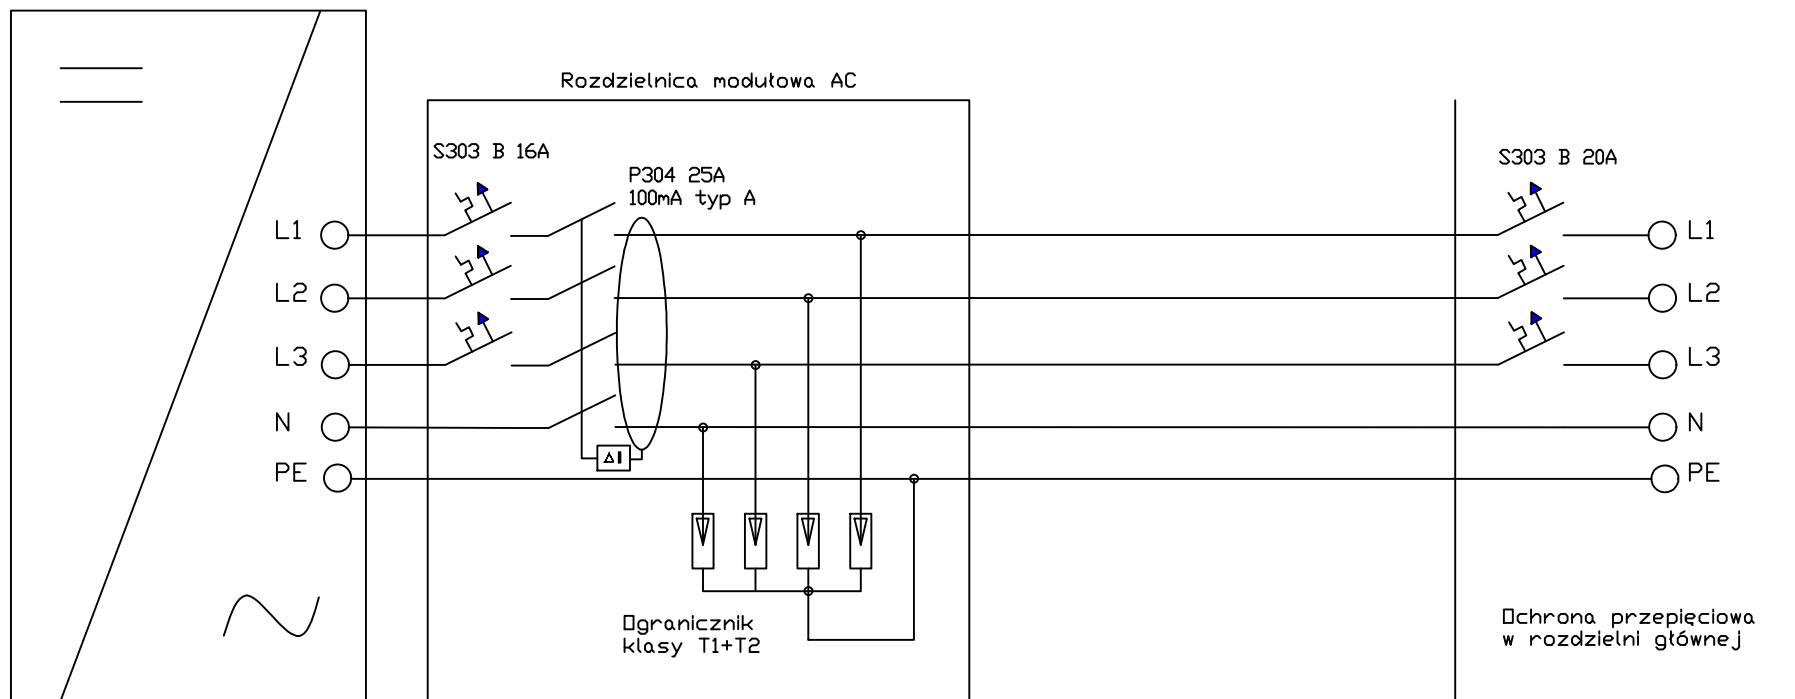 Rozdzielnica modułowa AC
S303 B 16A
P304 25A
100mA typ A
S303 B 20A
L1
L2
L3
N
PE
ΔI
L1
L2
L3
N
PE
Ogranicznik
klasy T1+T2
Ochrona przepięciowa
w rozdzielni głównej